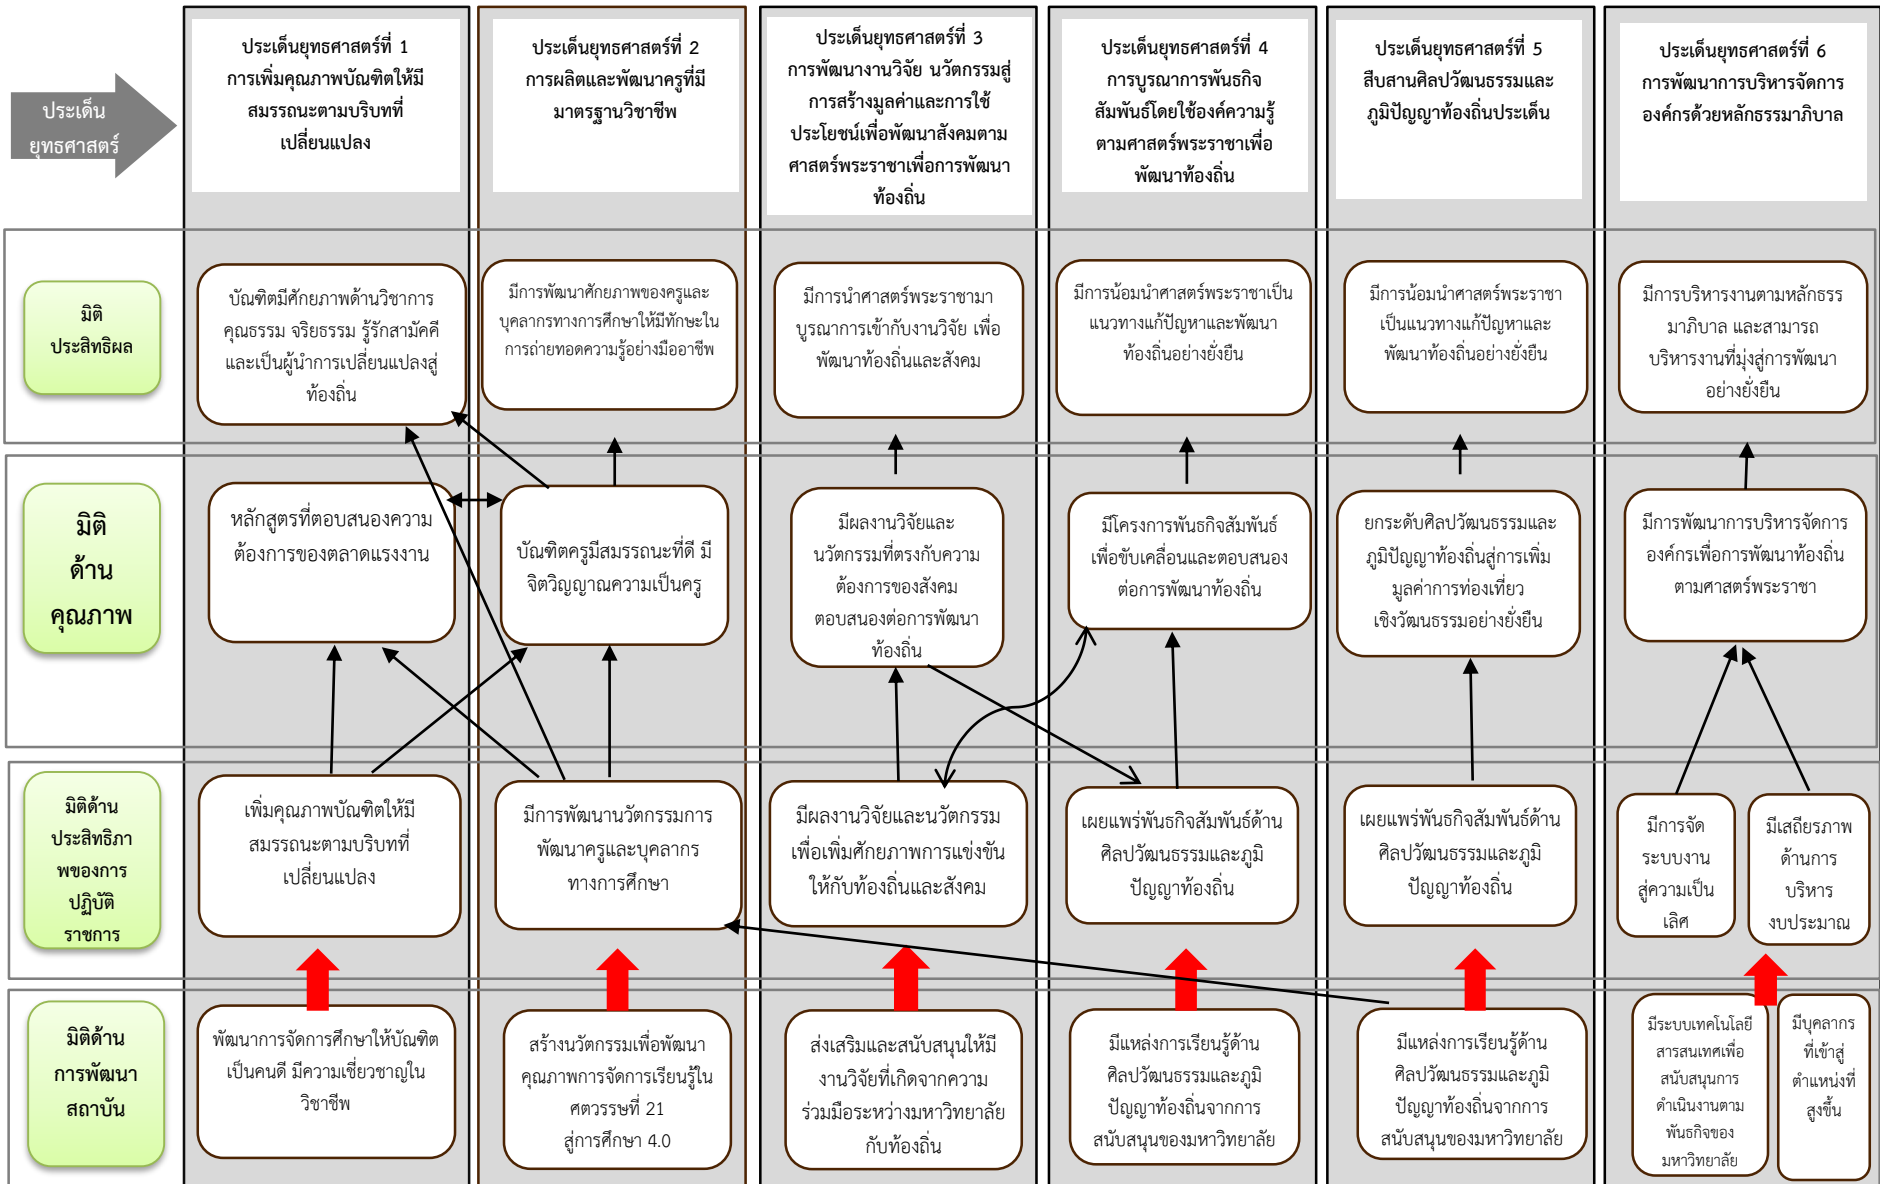 ประเด็น
ยุทธศาสตร์
ประเด็นยุทธศาสตร์ที่ 1
การเพิ่มคุณภาพบัณฑิตให้มี
สมรรถนะตามบริบทที่
เปลี่ยนแปลง
ประเด็นยุทธศาสตร์ที่ 2
การผลิตและพัฒนาครูที่มี
มาตรฐานวิชาชีพ
ประเด็นยุทธศาสตร์ที่ 3
การพัฒนางานวิจัย นวัตกรรมสู่
การสร้างมูลค่าและการใช้
ประโยชน์เพื่อพัฒนาสังคมตาม
ศาสตร์พระราชาเพื่อการพัฒนา
ท้องถิ่น
ประเด็นยุทธศาสตร์ที่ 4
การบูรณาการพันธกิจ
สัมพันธ์โดยใช้องค์ความรู้
ตามศาสตร์พระราชาเพื่อ
พัฒนาท้องถิ่น
ประเด็นยุทธศาสตร์ที่ 5
สืบสานศิลปวัฒนธรรมและ
ภูมิปัญญาท้องถิ่นประเด็น
ประเด็นยุทธศาสตร์ที่ 6
การพัฒนาการบริหารจัดการ
องค์กรด้วยหลักธรรมาภิบาล
มิติ
ประสิทธิผล
บัณฑิตมีศักยภาพด้านวิชาการ
คุณธรรม จริยธรรม รู้รักสามัคคี
และเป็นผู้นำการเปลี่ยนแปลงสู่
ท้องถิ่น
มีการพัฒนาศักยภาพของครูและ
บุคลากรทางการศึกษาให้มีทักษะใน
การถ่ายทอดความรู้อย่างมืออาชีพ
มีการนำศาสตร์พระราชามา
บูรณาการเข้ากับงานวิจัย เพื่อ
พัฒนาท้องถิ่นและสังคม
มีการน้อมนำศาสตร์พระราชาเป็น
แนวทางแก้ปัญหาและพัฒนา
ท้องถิ่นอย่างยั่งยืน
มีการน้อมนำศาสตร์พระราชา
เป็นแนวทางแก้ปัญหาและ
พัฒนาท้องถิ่นอย่างยั่งยืน
มีการบริหารงานตามหลักธรร
มาภิบาล และสามารถ
บริหารงานที่มุ่งสู่การพัฒนา
อย่างยั่งยืน
มิติ
ด้าน
คุณภาพ
หลักสูตรที่ตอบสนองความ
ต้องการของตลาดแรงงาน
บัณฑิตครูมีสมรรถนะที่ดี มี
จิตวิญญาณความเป็นครู
มีผลงานวิจัยและ
นวัตกรรมที่ตรงกับความ
ต้องการของสังคม
ตอบสนองต่อการพัฒนา
ท้องถิ่น
มีโครงการพันธกิจสัมพันธ์
เพื่อขับเคลื่อนและตอบสนอง
ต่อการพัฒนาท้องถิ่น
ยกระดับศิลปวัฒนธรรมและ
ภูมิปัญญาท้องถิ่นสู่การเพิ่ม
มูลค่าการท่องเที่ยว
เชิงวัฒนธรรมอย่างยั่งยืน
มีการพัฒนาการบริหารจัดการ
องค์กรเพื่อการพัฒนาท้องถิ่น
ตามศาสตร์พระราชา
มิติด้าน
ประสิทธิภา
พของการ
ปฏิบัติ
ราชการ
เพิ่มคุณภาพบัณฑิตให้มี
สมรรถนะตามบริบทที่
เปลี่ยนแปลง
มีการพัฒนานวัตกรรมการ
พัฒนาครูและบุคลากร
ทางการศึกษา
มีผลงานวิจัยและนวัตกรรม
เพื่อเพิ่มศักยภาพการแข่งขัน
ให้กับท้องถิ่นและสังคม
เผยแพร่พันธกิจสัมพันธ์ด้าน
ศิลปวัฒนธรรมและภูมิ
ปัญญาท้องถิ่น
เผยแพร่พันธกิจสัมพันธ์ด้าน
ศิลปวัฒนธรรมและภูมิ
ปัญญาท้องถิ่น
มีการจัด
ระบบงาน
สู่ความเป็น
เลิศ
มีเสถียรภาพ
ด้านการ
บริหาร
งบประมาณ
มิติด้าน
การพัฒนา
สถาบัน
พัฒนาการจัดการศึกษาให้บัณฑิต
เป็นคนดี มีความเชี่ยวชาญใน
วิชาชีพ
สร้างนวัตกรรมเพื่อพัฒนา
คุณภาพการจัดการเรียนรู้ใน
ศตวรรษที่ 21
สู่การศึกษา 4.0
ส่งเสริมและสนับสนุนให้มี
งานวิจัยที่เกิดจากความ
ร่วมมือระหว่างมหาวิทยาลัย
กับท้องถิ่น
มีแหล่งการเรียนรู้ด้าน
ศิลปวัฒนธรรมและภูมิ
ปัญญาท้องถิ่นจากการ
สนับสนุนของมหาวิทยาลัย
มีแหล่งการเรียนรู้ด้าน
ศิลปวัฒนธรรมและภูมิ
ปัญญาท้องถิ่นจากการ
สนับสนุนของมหาวิทยาลัย
มีระบบเทคโนโลยี
สารสนเทศเพื่อ
สนับสนุนการ
ดำเนินงานตาม
พันธกิจของ
มหาวิทยาลัย
มีบุคลากร
ที่เข้าสู่
ตำแหน่งที่
สูงขึ้น